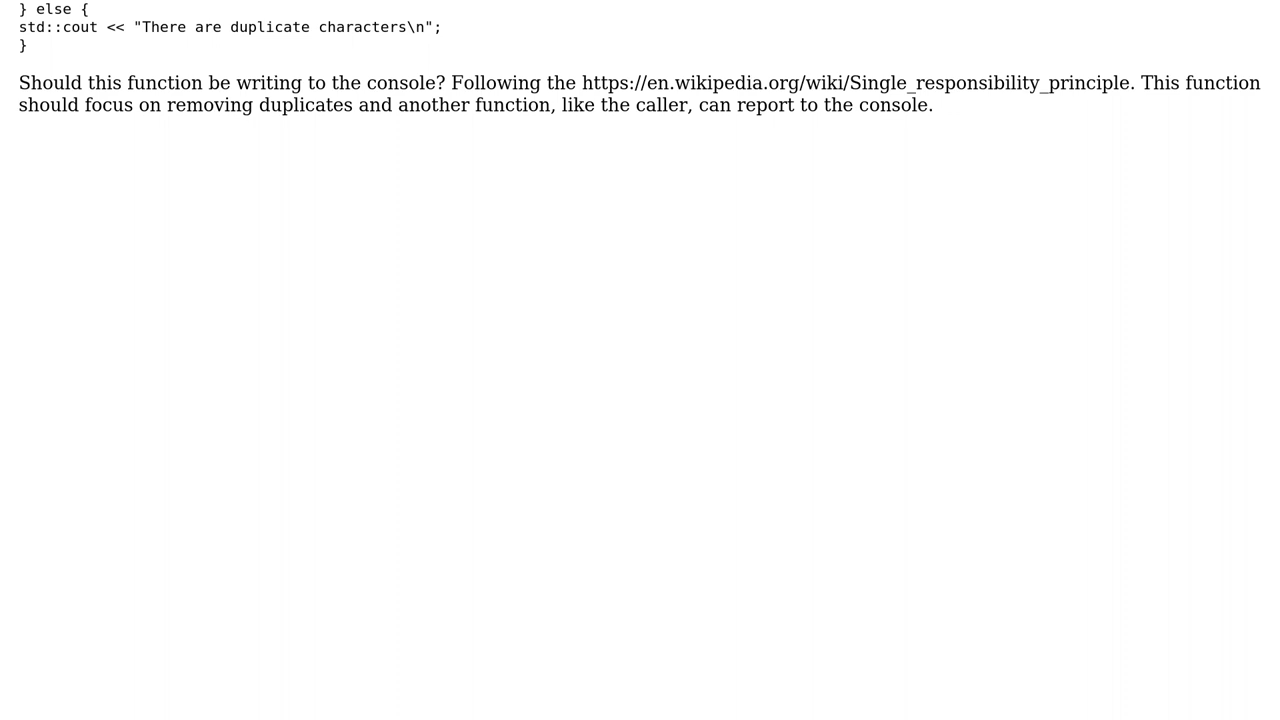 } else {
std::cout << "There are duplicate characters\n";
}
Should this function be writing to the console? Following the https://en.wikipedia.org/wiki/Single_responsibility_principle. This function
should focus on removing duplicates and another function, like the caller, can report to the console.